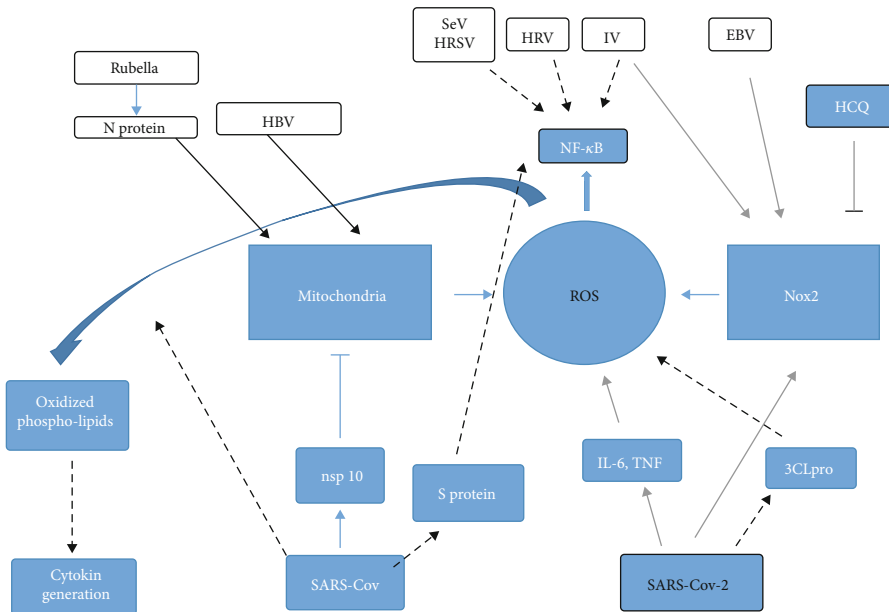 SeV
HRSV
HRV
IV
EBV
Rubella
HCQ
N protein
HBV
NF-κB
Mitochondria
ROS
Nox2
Oxidized
phospho-lipids
nsp 10
S protein
IL-6, TNF
3CLpro
Cytokin
generation
SARS-Cov
SARS-Cov-2